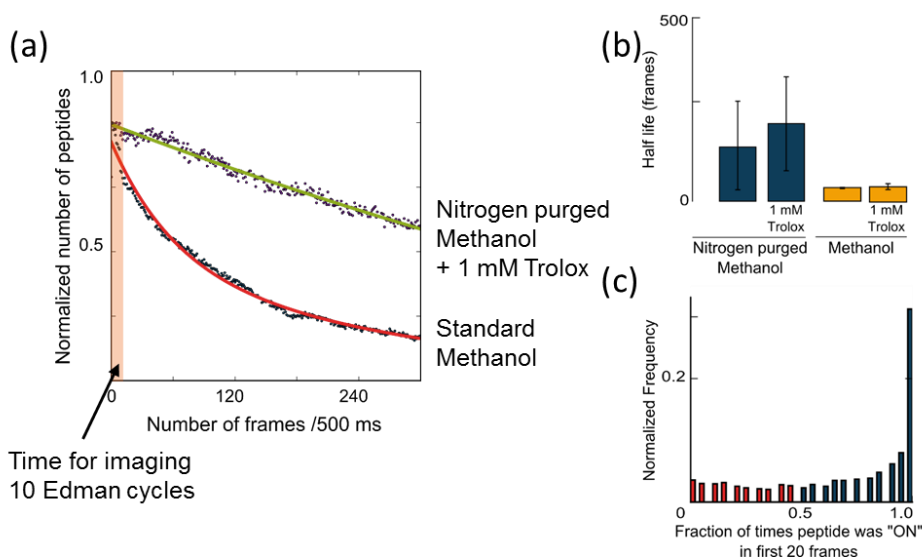 (a)
1.0
0.5
Normalized number of peptides
0
120
240
Number of frames /500 ms
Nitrogen purged
Methanol
+ 1 mM Trolox
Standard
Methanol
Time for imaging
10 Edman cycles
(b)
500
0
Half life (frames)
1 mM
Trolox
1 mM
Trolox
Nitrogen purged
Methanol
Methanol
(c)
Normalized Frequency
0.2
0
0.5
1.0
Fraction of times peptide was "ON"
in first 20 frames